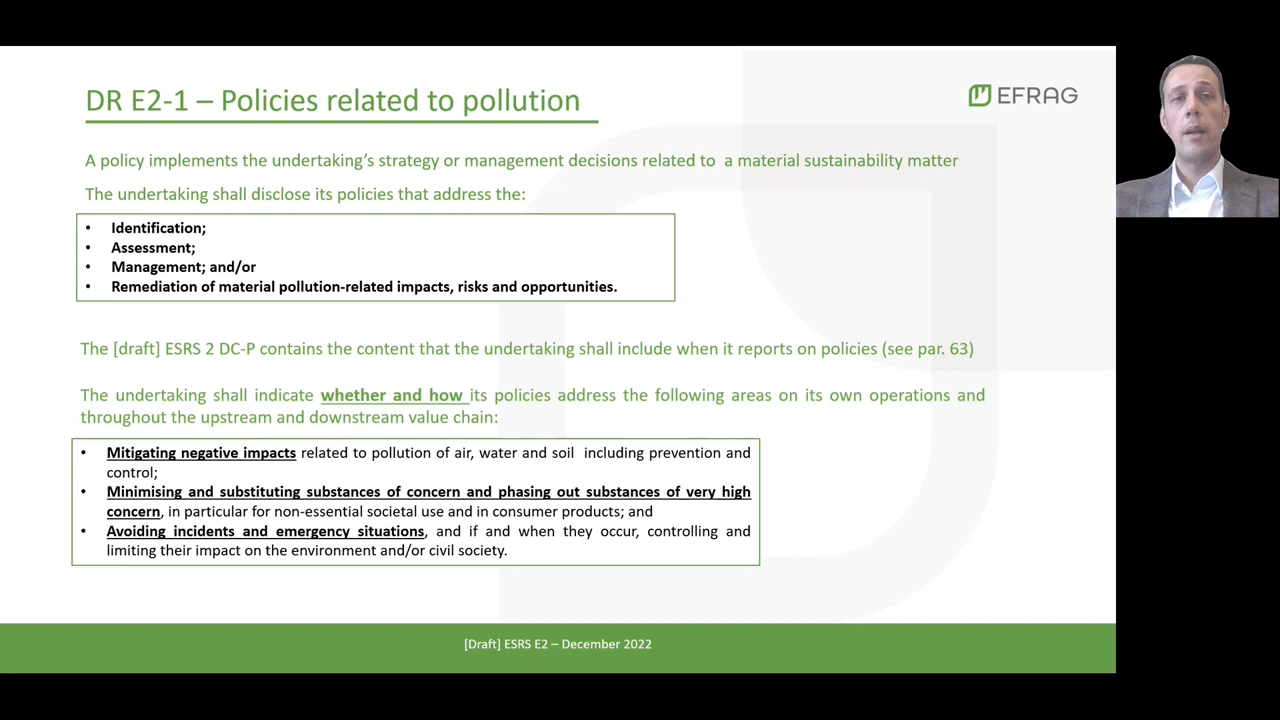 DR E2-1 – Policies related to pollution
EFRAG
A policy implements the undertaking's strategy or management decisions related to a material sustainability matter
The undertaking shall disclose its policies that address the:
• Identification;
• Assessment;
• Management; and/or
• Remediation of material pollution-related impacts, risks and opportunities.
The [draft] ESRS 2 DC-P contains the content that the undertaking shall include when it reports on policies (see par. 63)
The undertaking shall indicate whether and how its policies address the following areas on its own operations and
throughout the upstream and downstream value chain:
• Mitigating negative impacts related to pollution of air, water and soil including prevention and
control;
• Minimising and substituting substances of concern and phasing out substances of very high
concern, in particular for non-essential societal use and in consumer products; and
• Avoiding incidents and emergency situations, and if and when they occur, controlling and
limiting their impact on the environment and/or civil society.
[Draft] ESRS E2 – December 2022